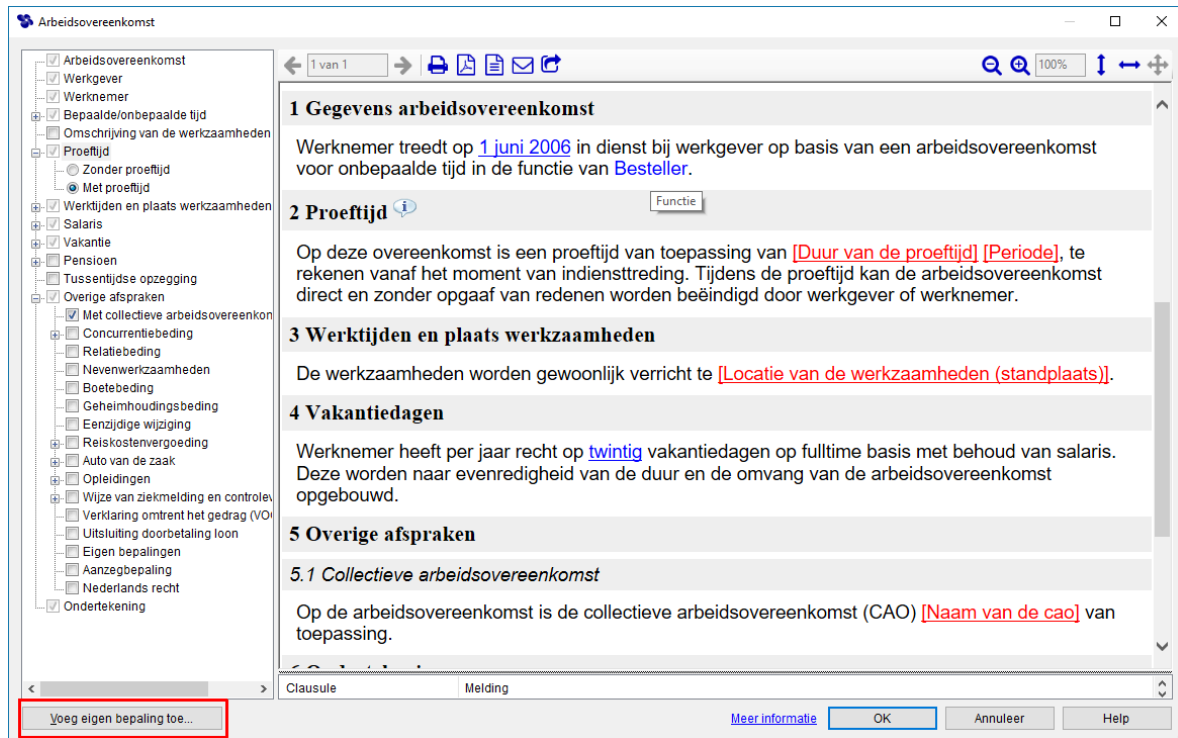 Arbeidsovereenkomst
Arbeidsovereenkomst
Werkgever
Werknemer
Bepaalde/onbepaalde tijd
Omschrijving van de werkzaamheden
Proeftijd
Zonder proeftijd
Met proeftijd
Werktijden en plaats werkzaamheden
Salaris
Vakantie
Pensioen
Tussentijdse opzegging
Overige afspraken
Met collectieve arbeidsovereenkon
Concurrentiebeding
Relatiebeding
Nevenwerkzaamheden
Boetebeding
Geheimhoudingsbeding
Eenzijdige wijziging
Reiskostenvergoeding
Auto van de zaak
Opleidingen
Wijze van ziekmelding en controlev
Verklaring omtrent het gedrag (VO
Uitsluiting doorbetaling loon
Eigen bepalingen
Aanzegbepaling
Nederlands recht
Ondertekening
1 van 1
100%
1 Gegevens arbeidsovereenkomst
Werknemer treedt op 1 juni 2006 in dienst bij werkgever op basis van een arbeidsovereenkomst
voor onbepaalde tijd in de functie van Besteller.
Functie
2 Proeftijd
Op deze overeenkomst is een proeftijd van toepassing van [Duur van de proeftijd] [Periode], te
rekenen vanaf het moment van indiensttreding. Tijdens de proeftijd kan de arbeidsovereenkomst
direct en zonder opgaaf van redenen worden beëindigd door werkgever of werknemer.
3 Werktijden en plaats werkzaamheden
De werkzaamheden worden gewoonlijk verricht te [Locatie van de werkzaamheden (standplaats)].
4 Vakantiedagen
Werknemer heeft per jaar recht op twintig vakantiedagen op fulltime basis met behoud van salaris.
Deze worden naar evenredigheid van de duur en de omvang van de arbeidsovereenkomst
opgebouwd.
5 Overige afspraken
5.1 Collectieve arbeidsovereenkomst
Op de arbeidsovereenkomst is de collectieve arbeidsovereenkomst (CAO) [Naam van de cao] van
toepassing.
Clausule Melding
Voeg eigen bepaling toe...
Meer informatie OK Annuleer Help